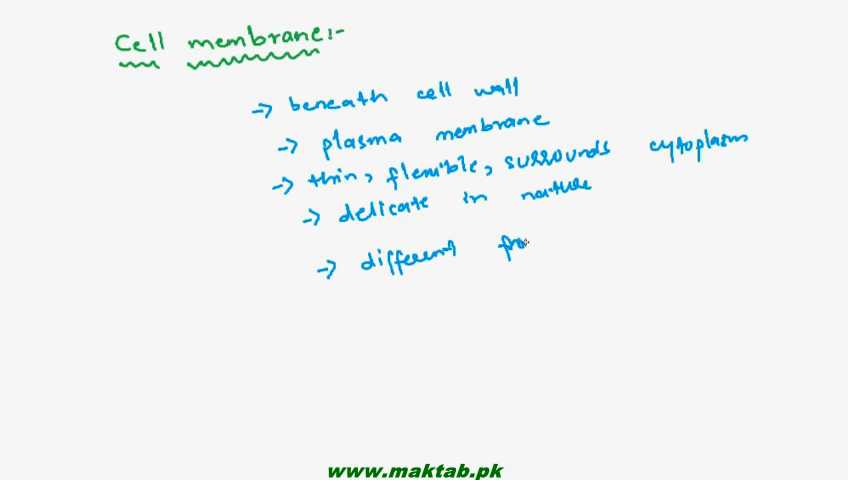 Cell membrane:-
→ beneath cell wall
→ plasma membrane
→ thin, flexible, surrounds cytoplasm
→ delicate in nature
→ different
www.maktab.pk